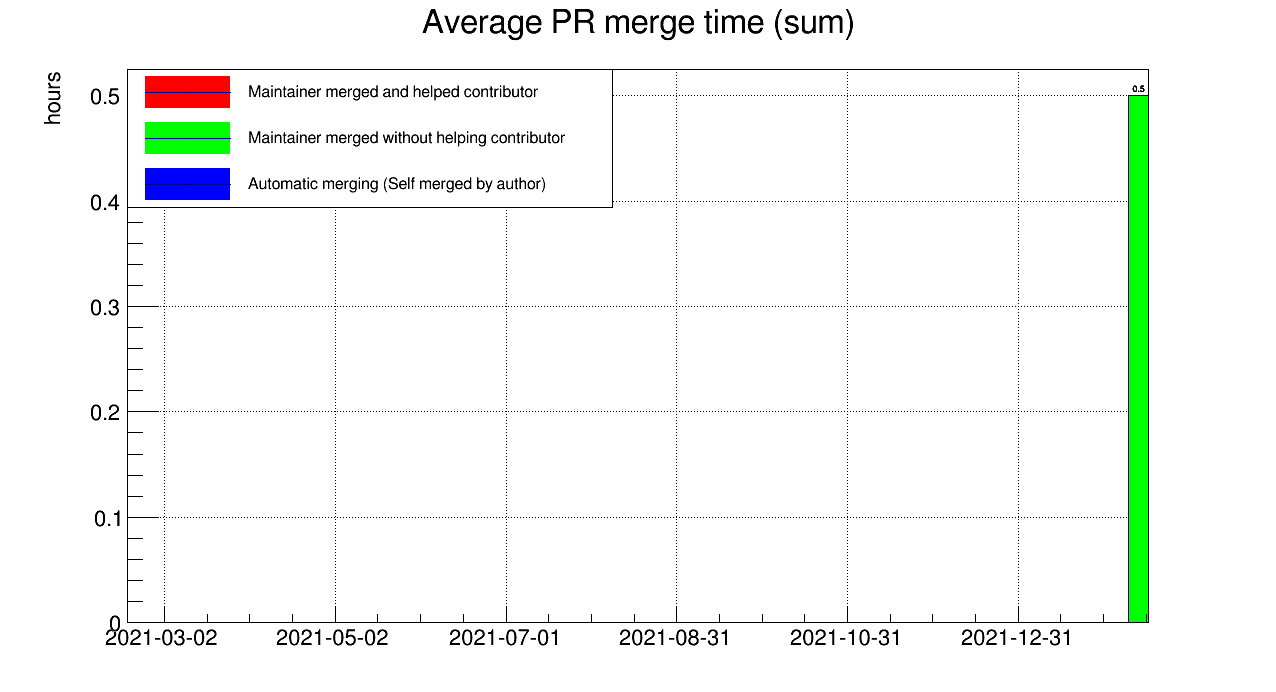 Average PR merge time (sum)
hours
Maintainer merged and helped contributor
Maintainer merged without helping contributor
Automatic merging (Self merged by author)
0.5
0.5
0.4
0.3
0.2
0.1
0
2021-03-02 2021-05-02 2021-07-01 2021-08-31 2021-10-31 2021-12-31